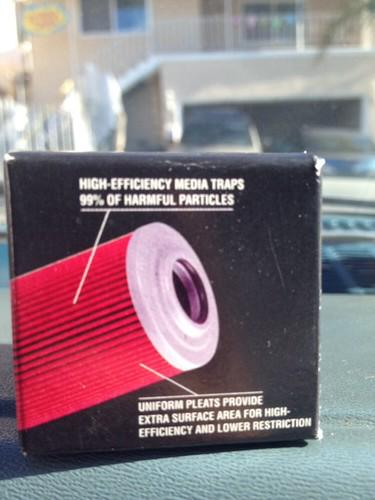 HIGH-EFFICIENCY MEDIA TRAPS
99% OF HARMFUL PARTICLES
UNIFORM PLEATS PROVIDE
EXTRA SURFACE AREA FOR HIGH-
EFFICIENCY AND LOWER RESTRICTION